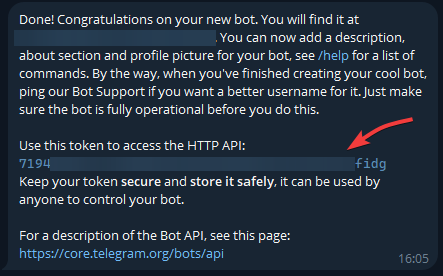 Done! Congratulations on your new bot. You will find it at
. You can now add a description,
about section and profile picture for your bot, see /help for a list of
commands. By the way, when you've finished creating your cool bot,
ping our Bot Support if you want a better username for it. Just make
sure the bot is fully operational before you do this.
Use this token to access the HTTP API:
7194 fidg
Keep your token secure and store it safely, it can be used by
anyone to control your bot.
For a description of the Bot API, see this page:
https://core.telegram.org/bots/api
16:05